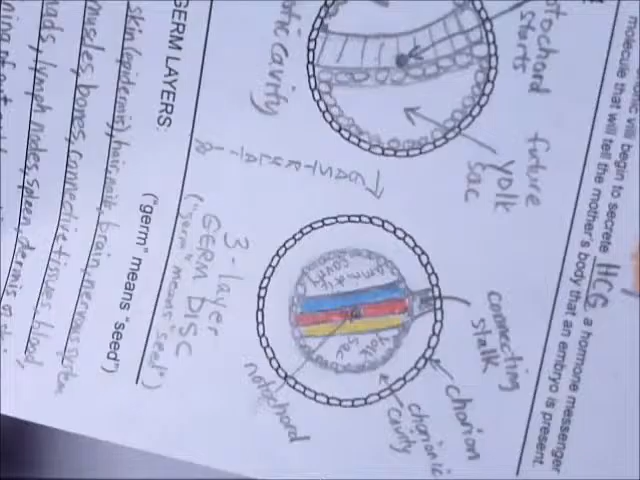 molecule that will tell the mother's body that an embryo is present.
will begin to secrete HCG, a hormone messenger
notochord
starts
future
yolk
sac
cavity
connecting
stalk
chorion
chorionic
cavity
amniotic
cavity
yolk
sac
notochord
3-layer
GERM DISC
("germ" means "seed")
GERM LAYERS:
("germ" means "seed")
skin (epidermis), hair, nails, brain, nervous system
muscles, bones, connective tissues, blood,
lymph nodes, spleen, dermis of